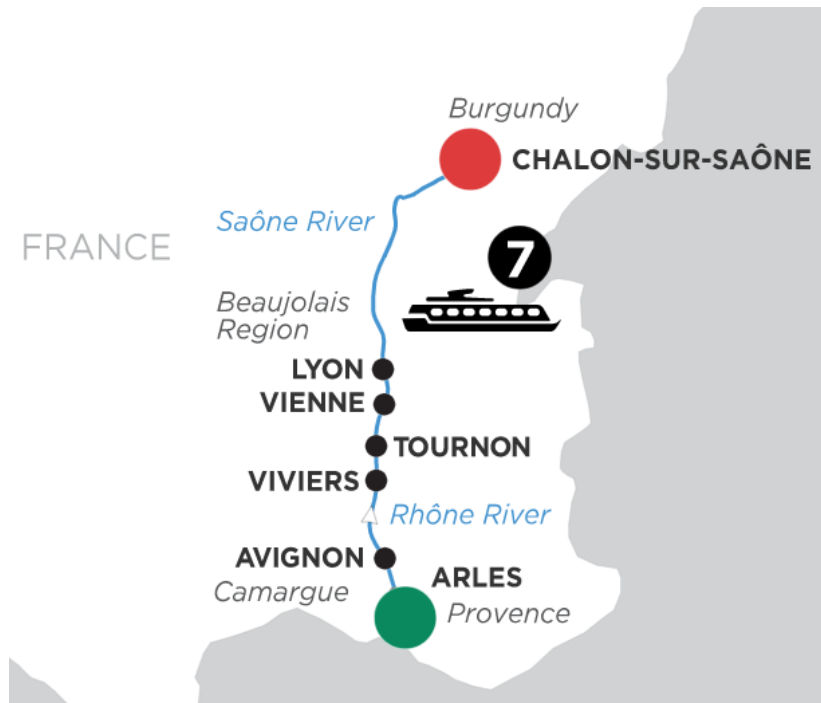 Burgundy
CHALON-SUR-SAÔNE
Saône River
FRANCE
7
Beaujolais
Region
LYON
VIENNE
TOURNON
VIVIERS
Rhône River
AVIGNON
ARLES
Camargue
Provence